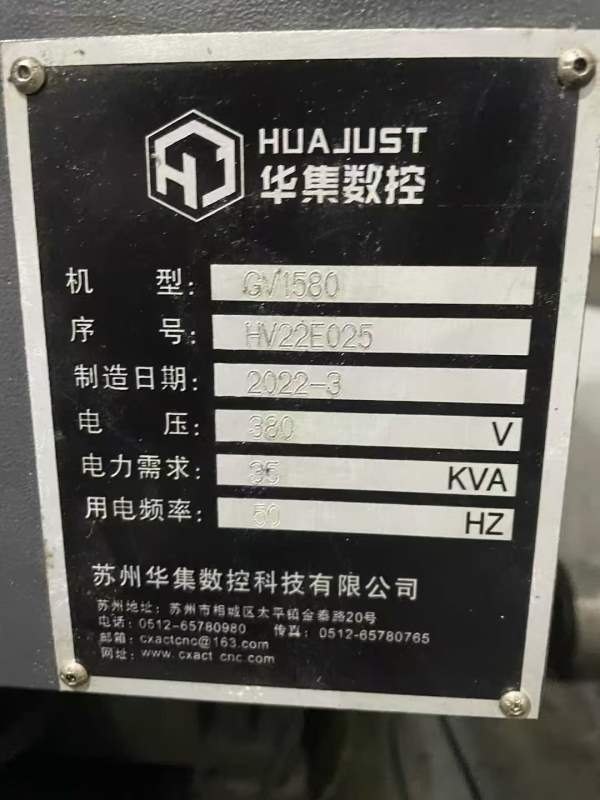 HJ
HUAJUST
华集数控
机 型: GV1580
序 号: HV22E025
制造日期: 2022-3
电 压: 380 V
电力需求: 35 KVA
用电频率: 50 HZ
苏州华集数控科技有限公司
苏州地址: 苏州市相城区太平镇金泰路20号
电话: 0512-65780980 传真: 0512-65780765
邮箱: cxactcnc@163.com
网址: www.cxact cnc.com